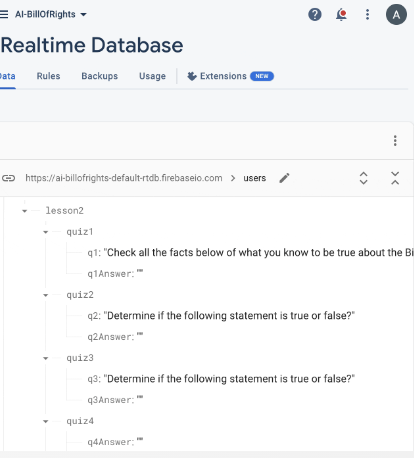 AI-BillOfRights
A
Realtime Database
Data Rules Backups Usage Extensions NEW
https://ai-billofrights-default-rtdb.firebaseio.com > users
lesson2
quiz1
q1: "Check all the facts below of what you know to be true about the Bi
q1Answer: ""
quiz2
q2: "Determine if the following statement is true or false?"
q2Answer: ""
quiz3
q3: "Determine if the following statement is true or false?"
q3Answer: ""
quiz4
q4Answer: ""